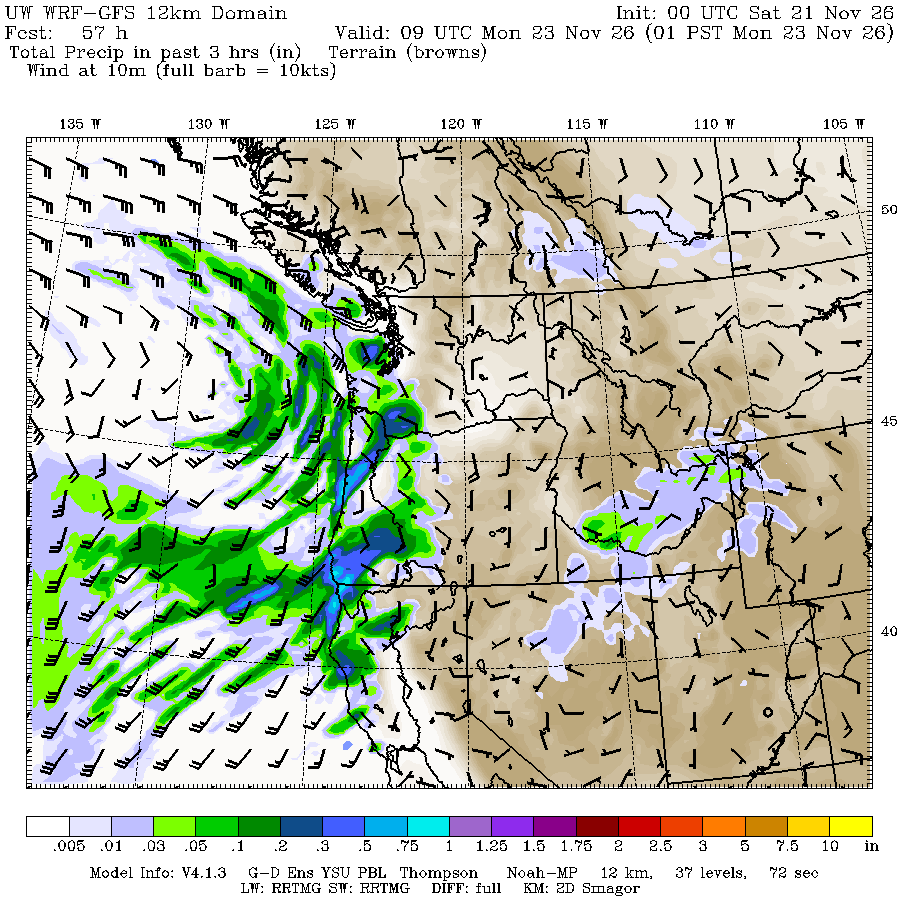 UW WRF-GFS 12km Domain Init: 00 UTC Sat 21 Nov 26
Fcst: 57 h Valid: 09 UTC Mon 23 Nov 26 (01 PST Mon 23 Nov 26)
Total Precip in past 3 hrs (in) Terrain (browns)
Wind at 10m (full barb = 10kts)
135 W 130 W 125 W 120 W 115 W 110 W 105 W
50
45
40
.005 .01 .03 .05 .1 .2 .3 .5 .75 1 1.25 1.5 1.75 2 2.5 3 5 7.5 10 in
Model Info: V4.1.3 G-D Ens YSU PBL Thompson Noah-MP 12 km, 37 levels, 72 sec
LW: RRTMG SW: RRTMG DIFF: full KM: 2D Smagor